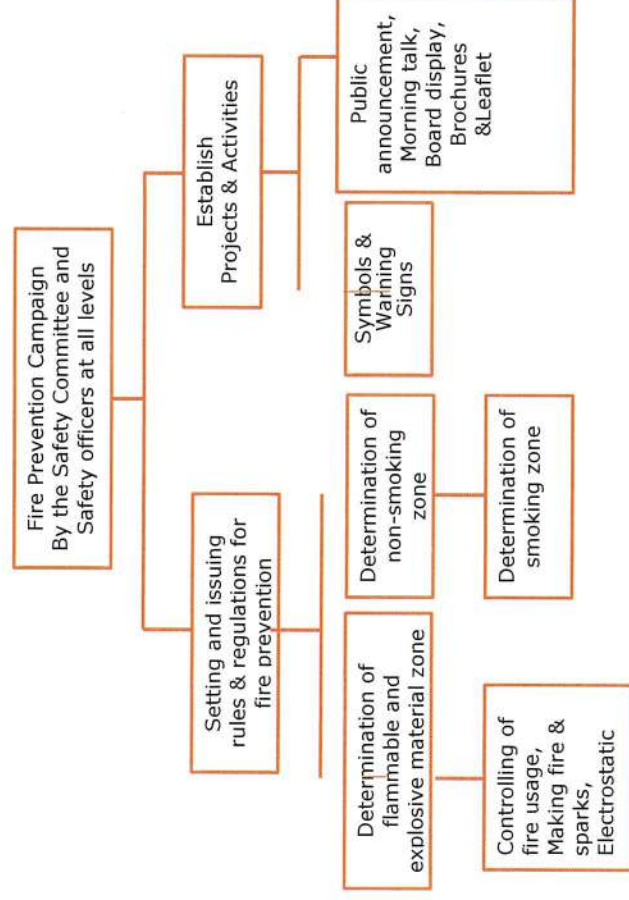 Fire Prevention Campaign
By the Safety Committee and
Safety officers at all levels
Setting and issuing
rules & regulations for
fire prevention
Establish
Projects & Activities
Determination of
flammable and
explosive material zone
Determination of
non-smoking
zone
Symbols &
Warning
Signs
Public
announcement,
Morning talk,
Board display,
Brochures
&Leaflet
Controlling of
fire usage,
Making fire &
sparks,
Electrostatic
Determination of
smoking zone